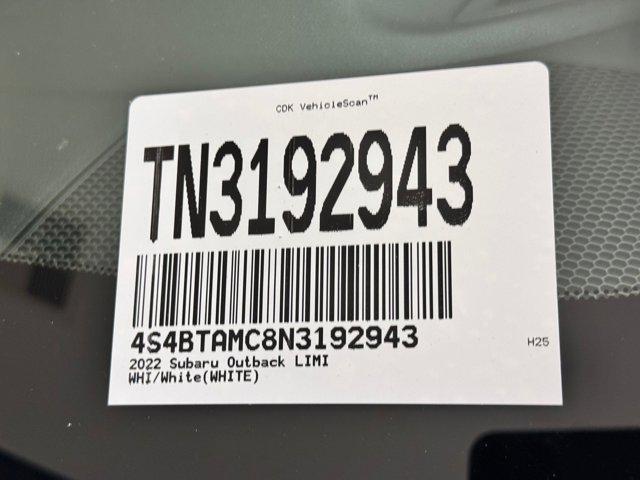 CDK VehicleScan™
TN3192943
4S4BTAMC8N3192943
2022 Subaru Outback LIMI
WHI/White(WHITE)
H25